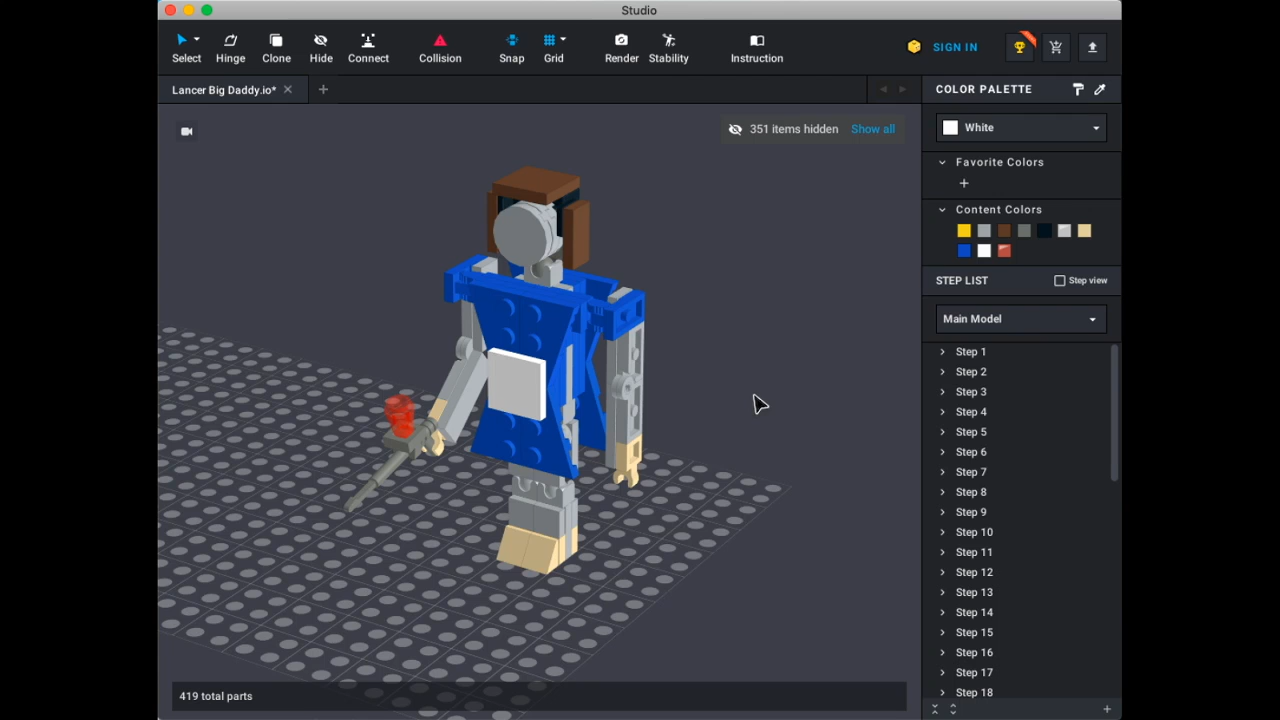 Studio
Select Hinge Clone Hide Connect Collision Snap Grid Render Stability Instruction SIGN IN
Lancer Big Daddy.io*
COLOR PALETTE
351 items hidden Show all
White
Favorite Colors
Content Colors
STEP LIST Step view
Main Model
Step 1
Step 2
Step 3
Step 4
Step 5
Step 6
Step 7
Step 8
Step 9
Step 10
Step 11
Step 12
Step 13
Step 14
Step 15
Step 16
Step 17
Step 18
419 total parts